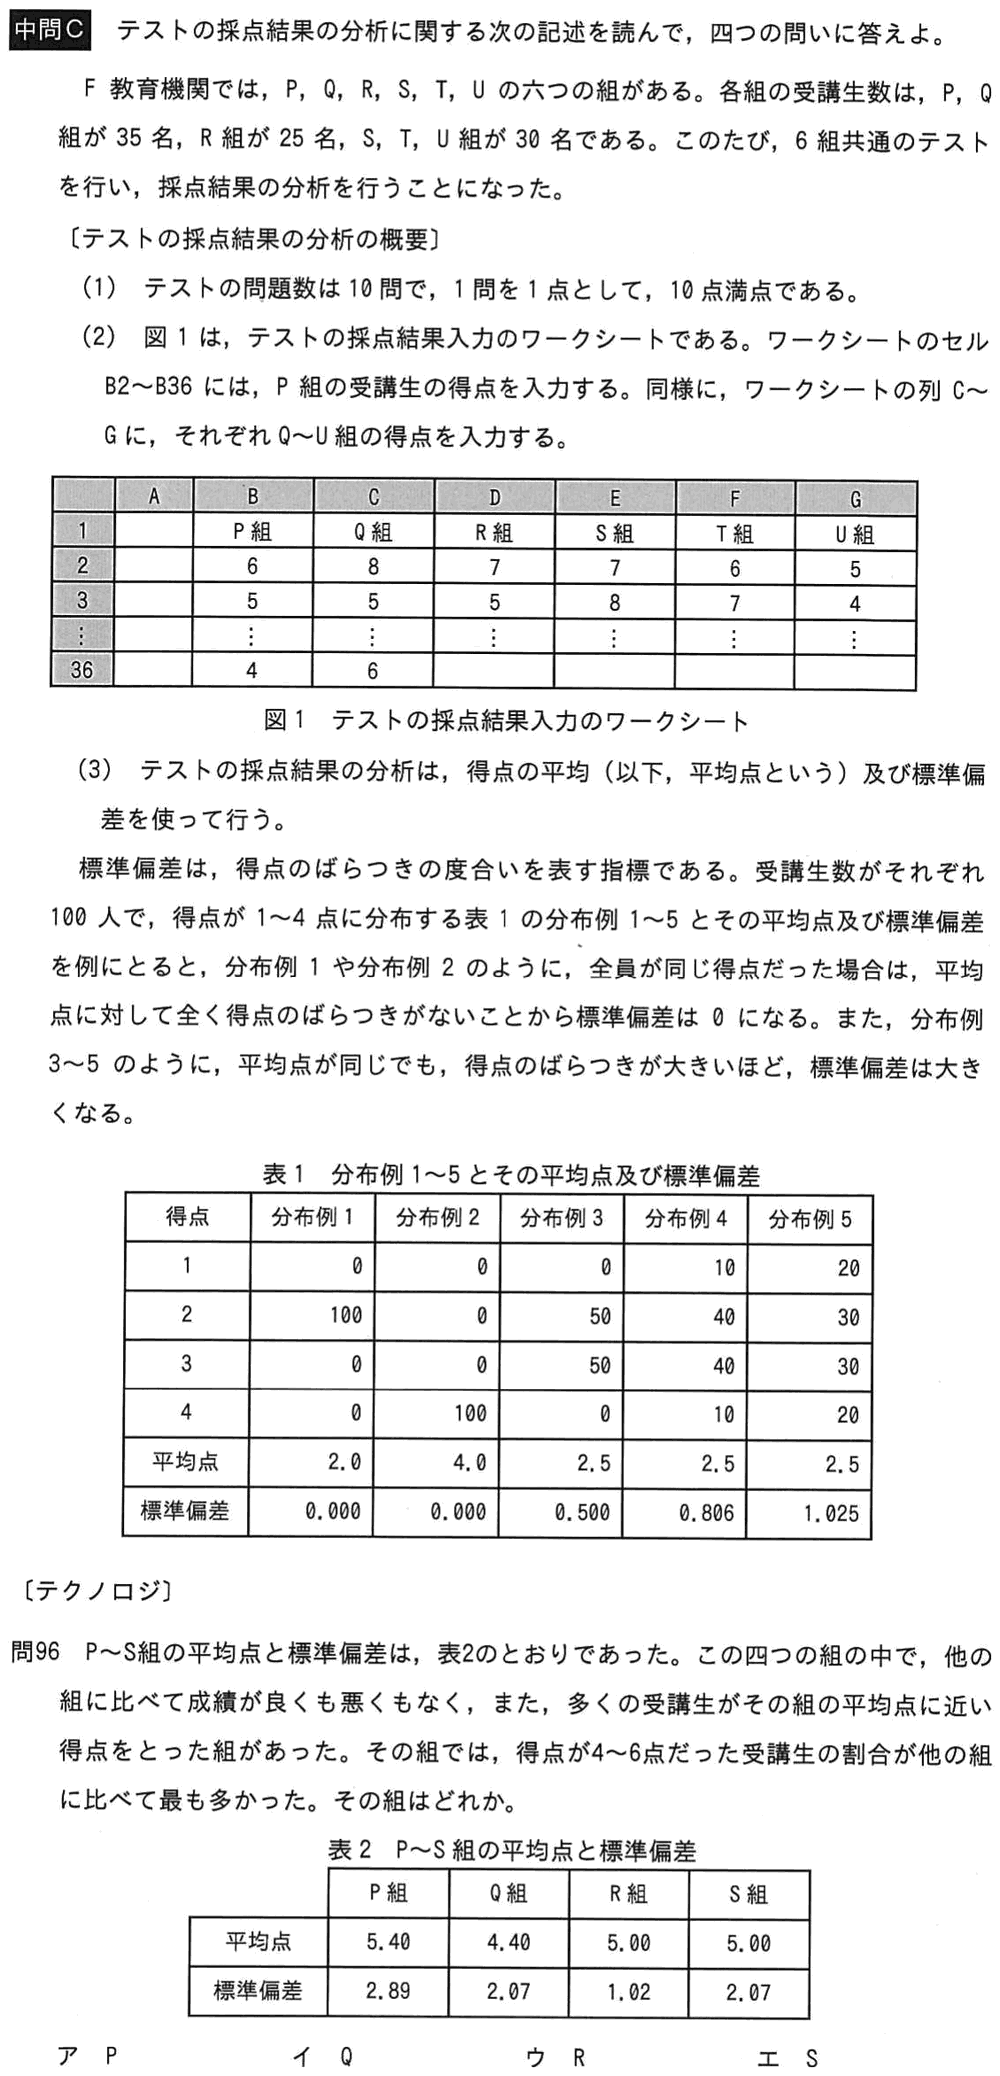 中問C　テストの採点結果の分析に関する次の記述を読んで，四つの問いに答えよ。
F 教育機関では，P，Q，R，S，T，U の六つの組がある。各組の受講生数は，P，Q
組が 35 名，R 組が 25 名，S，T，U 組が 30 名である。このたび，6 組共通のテスト
を行い，採点結果の分析を行うことになった。
〔テストの採点結果の分析の概要〕
(1)　テストの問題数は 10 問で，1 問を 1 点として，10 点満点である。
(2)　図 1 は，テストの採点結果入力のワークシートである。ワークシートのセル
B2～B36 には，P 組の受講生の得点を入力する。同様に，ワークシートの列 C～
G に，それぞれ Q～U 組の得点を入力する。
A B C D E F G
1 P 組 Q 組 R 組 S 組 T 組 U 組
2 6 8 7 7 6 5
3 5 5 5 8 7 4
⋮ ⋮ ⋮ ⋮ ⋮ ⋮ ⋮
36 4 6
図 1　テストの採点結果入力のワークシート
(3)　テストの採点結果の分析は，得点の平均（以下，平均点という）及び標準偏
差を使って行う。
標準偏差は，得点のばらつきの度合いを表す指標である。受講生数がそれぞれ
100 人で，得点が 1～4 点に分布する表 1 の分布例 1～5 とその平均点及び標準偏差
を例にとると，分布例 1 や分布例 2 のように，全員が同じ得点だった場合は，平均
点に対して全く得点のばらつきがないことから標準偏差は 0 になる。また，分布例
3～5 のように，平均点が同じでも，得点のばらつきが大きいほど，標準偏差は大き
くなる。
表 1　分布例 1～5 とその平均点及び標準偏差
得点 分布例 1 分布例 2 分布例 3 分布例 4 分布例 5
1 0 0 0 10 20
2 100 0 50 40 30
3 0 0 50 40 30
4 0 100 0 10 20
平均点 2.0 4.0 2.5 2.5 2.5
標準偏差 0.000 0.000 0.500 0.806 1.025
〔テクノロジ〕
問96　P～S組の平均点と標準偏差は，表2のとおりであった。この四つの組の中で，他の
組に比べて成績が良くも悪くもなく，また，多くの受講生がその組の平均点に近い
得点をとった組があった。その組では，得点が4～6点だった受講生の割合が他の組
に比べて最も多かった。その組はどれか。
表 2　P～S 組の平均点と標準偏差
P 組 Q 組 R 組 S 組
平均点 5.40 4.40 5.00 5.00
標準偏差 2.89 2.07 1.02 2.07
ア　P　イ　Q　ウ　R　エ　S